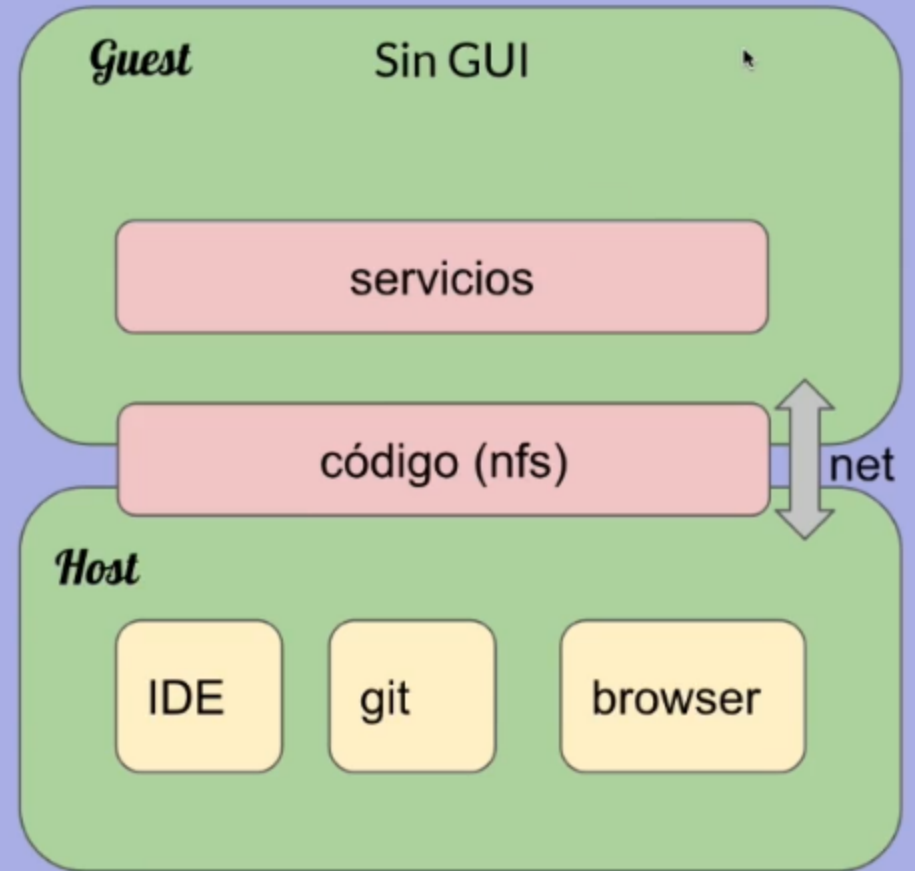 Guest
Sin GUI
servicios
código (nfs)
net
Host
IDE
git
browser